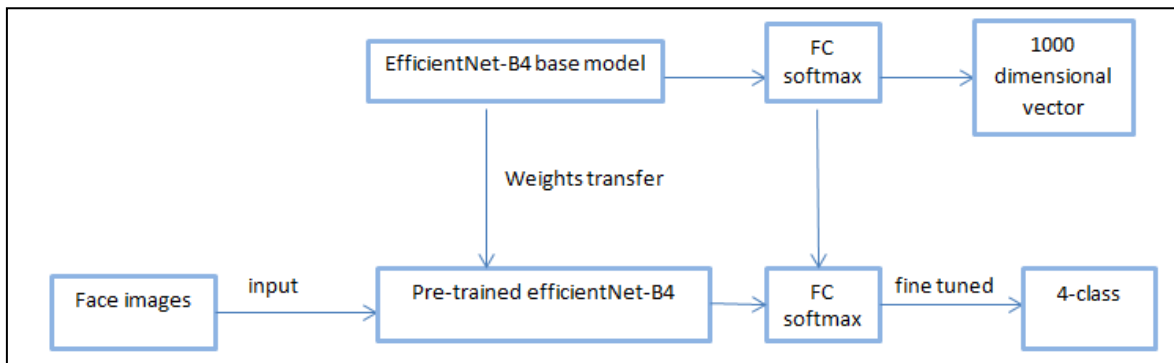 EfficientNet-B4 base model
FC
softmax
1000
dimensional
vector
Weights transfer
Face images
input
Pre-trained efficientNet-B4
FC
softmax
fine tuned
4-class